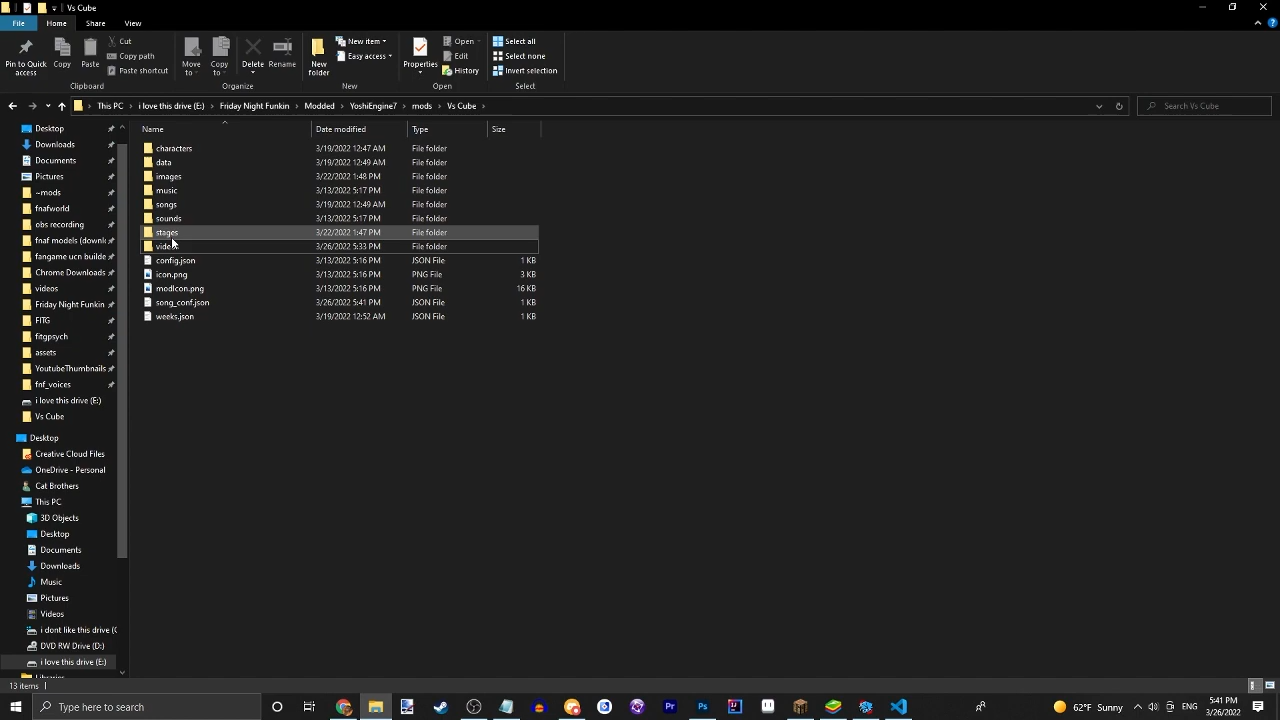 Vs Cube
File Home Share View
Pin to Quick access
Copy
Paste
Cut
Copy path
Paste shortcut
Clipboard
Move to
Copy to
Delete
Rename
Organize
New folder
New item
Easy access
New
Properties
Open
Edit
History
Open
Select all
Select none
Invert selection
Select
This PC > i love this drive (E:) > Friday Night Funkin > Modded > YoshiEngine7 > mods > Vs Cube >
Search Vs Cube
Name Date modified Type Size
characters 3/19/2022 12:47 AM File folder
data 3/19/2022 12:49 AM File folder
images 3/22/2022 1:48 PM File folder
music 3/13/2022 5:17 PM File folder
songs 3/19/2022 12:49 AM File folder
sounds 3/13/2022 5:17 PM File folder
stages 3/22/2022 1:47 PM File folder
videos 3/26/2022 5:33 PM File folder
config.json 3/13/2022 5:16 PM JSON File 1 KB
icon.png 3/13/2022 5:16 PM PNG File 3 KB
modIcon.png 3/13/2022 5:16 PM PNG File 16 KB
song_conf.json 3/26/2022 5:41 PM JSON File 1 KB
weeks.json 3/19/2022 12:52 AM JSON File 1 KB
Desktop
Downloads
Documents
Pictures
~mods
fnafworld
obs recording
fnaf models (downl
fangame ucn builde
Chrome Downloads
videos
Friday Night Funkin
FITG
fitgpsych
assets
YoutubeThumbnails
fnf_voices
i love this drive (E:)
Vs Cube
Desktop
Creative Cloud Files
OneDrive - Personal
Cat Brothers
This PC
3D Objects
Desktop
Documents
Downloads
Music
Pictures
Videos
i dont like this drive (C
DVD RW Drive (D:)
i love this drive (E:)
Libraries
13 items
Type here to search
Pr
Ps
62°F Sunny
ENG
5:41 PM
3/26/2022